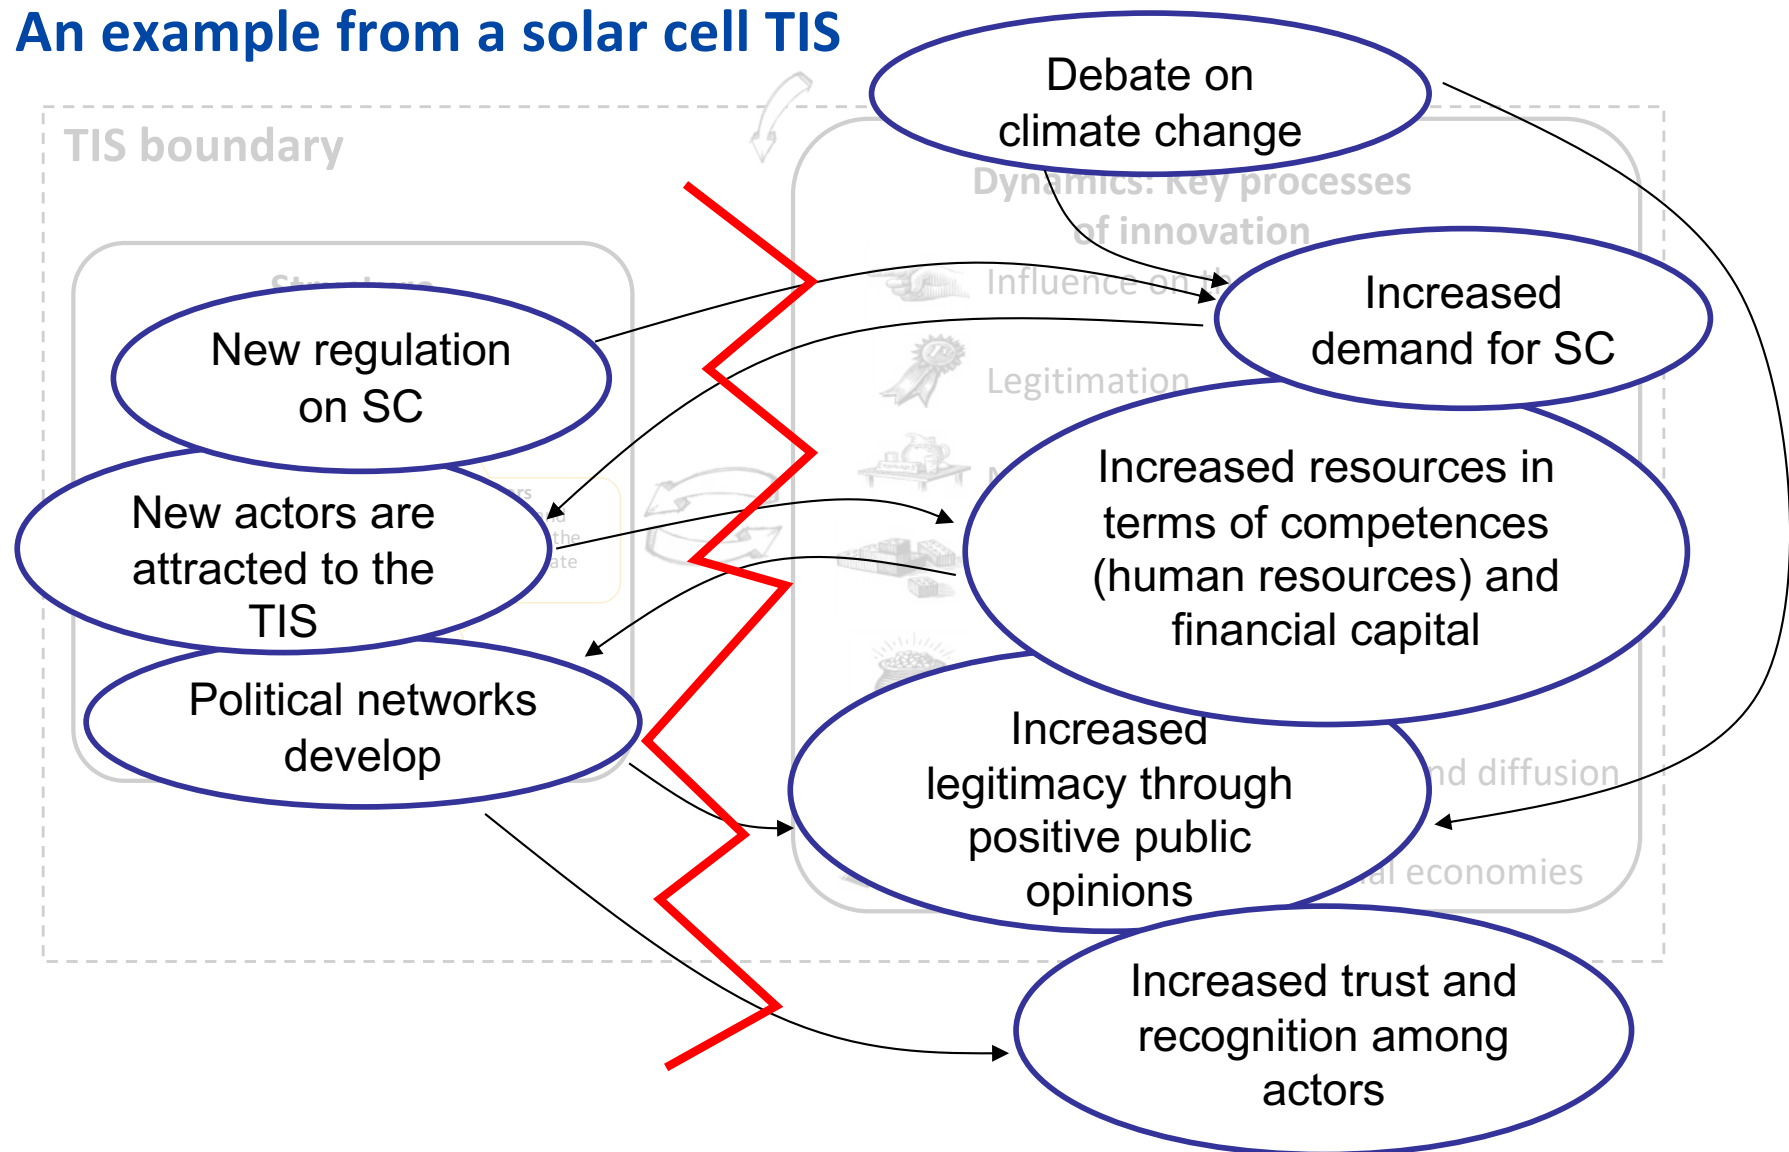 An example from a solar cell TIS
TIS boundary
Debate on
climate change
Dynamics: Key processes
of innovation
Influence on
Increased
demand for SC
New regulation
on SC
Legitimation
New actors are
attracted to the
TIS
Increased resources in
terms of competences
(human resources) and
financial capital
Political networks
develop
Increased
legitimacy through
positive public
opinions
diffusion
economies
Increased trust and
recognition among
actors